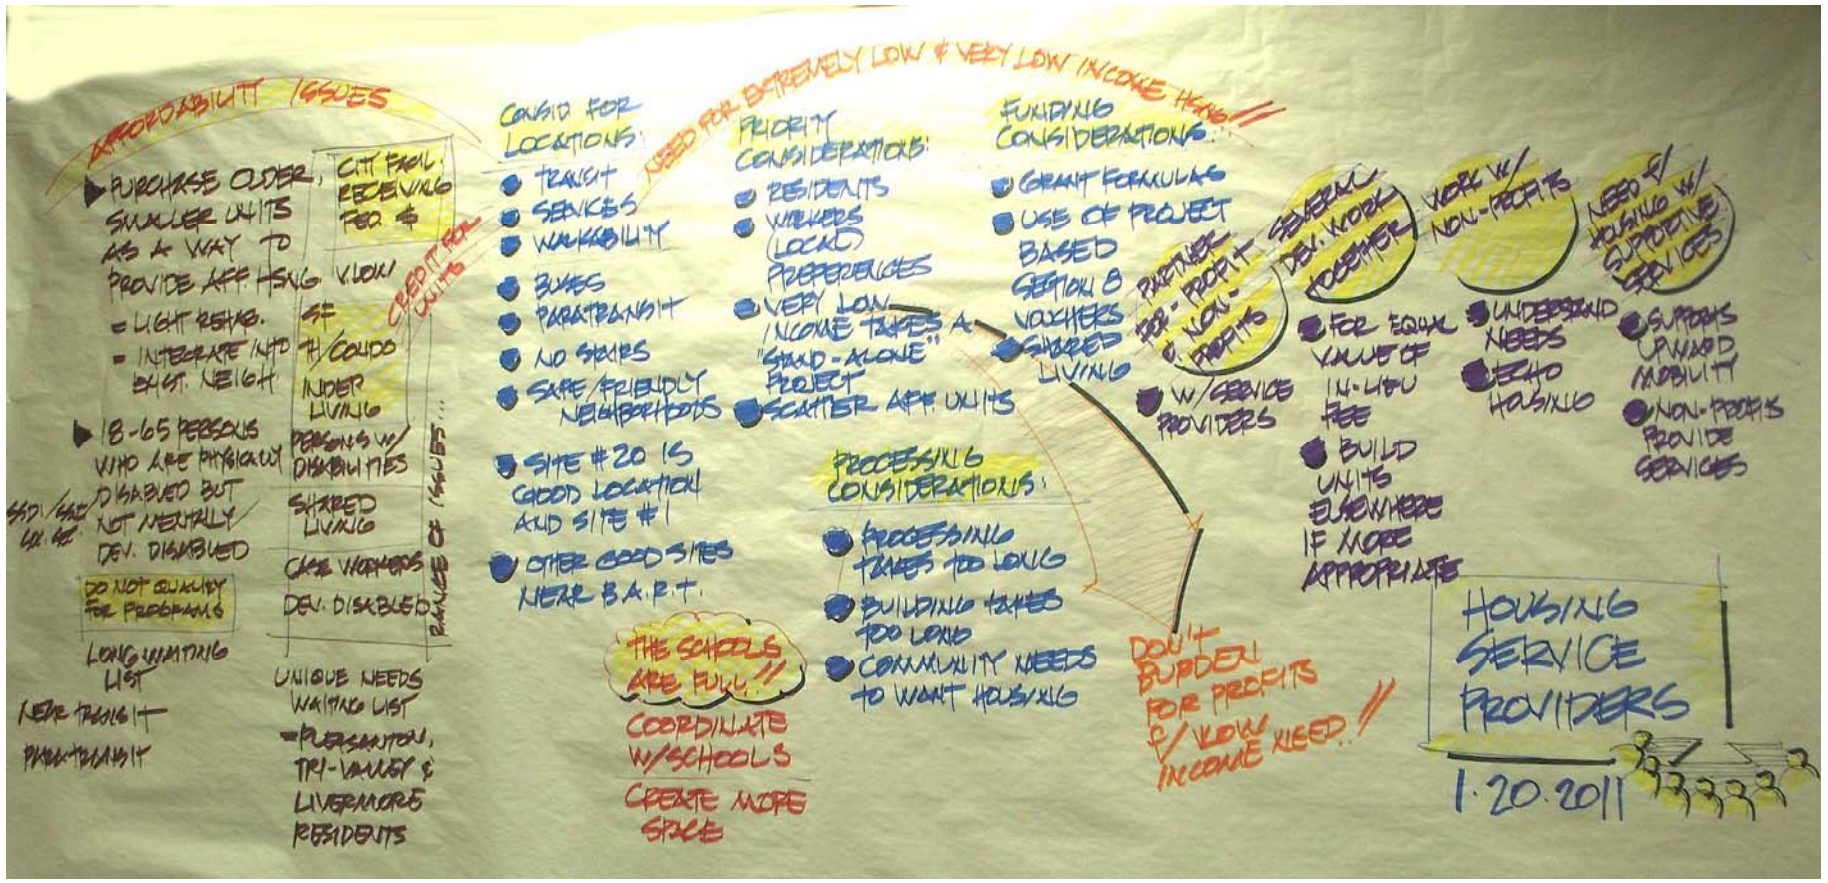 AFFORDABILITY ISSUES
PURCHASE OLDER,
SMALLER UNITS
AS A WAY TO
PROVIDE AFF. HSNG.
= LIGHT REHAB.
= INTEGRATE INTO
EXIST. NEIGH
18-65 PERSONS
WHO ARE PHYSICALLY
DISABLED BUT
NOT MENTALLY/
DEV. DISABLED
SSDI/SSI/
DO NOT QUALIFY
FOR PROGRAMS
LONG WAITING
LIST
NEAR TRANSIT
PARATRANSIT
CITY FACIL.
RECEIVING
FED. $
V.LOW
SF
TH/CONDO
INDEP
LIVING
PERSONS W/
DISABILITIES
SHARED
LIVING
CASE WORKERS
DEV. DISABLED
RANGE OF ISSUES...
UNIQUE NEEDS
WAITING LIST
= PLEASANTON,
TRI-VALLEY &
LIVERMORE
RESIDENTS
CREDIT FOR
UNITS
NEED FOR EXTREMELY LOW & VERY LOW INCOME HSNG!!
CONSID FOR
LOCATIONS:
TRANSIT
SERVICES
WALKABILITY
BUSES
PARATRANSIT
NO STAIRS
SAFE/FRIENDLY
NEIGHBORHOODS
SITE #20 IS
GOOD LOCATION
AND SITE #1
OTHER GOOD SITES
NEAR B.A.R.T.
THE SCHOOLS
ARE FULL!!
COORDINATE
W/SCHOOLS
CREATE MORE
SPACE
PRIORITY
CONSIDERATIONS:
RESIDENTS
WORKERS
(LOCAL)
PREFERENCES
VERY LOW
INCOME TAKES A
"STAND-ALONE"
PROJECT
SCATTER AFF. UNITS
PROCESSING
CONSIDERATIONS:
PROCESSING
TAKES TOO LONG
BUILDING TAKES
TOO LONG
COMMUNITY NEEDS
TO WANT HOUSING
FUNDING
CONSIDERATIONS:
GRANT FORMULAS
USE OF PROJECT
BASED
SECTION 8
VOUCHERS
SHARED
LIVING
DON'T
BURDEN
FOR PROFITS
F/ VLOW
INCOME NEED..!!
PARTNER
FOR-PROFIT
& NON-
PROFITS
W/SERVICE
PROVIDERS
SEVERAL
DEV. WORK
TOGETHER
FOR EQUAL
VALUE OF
IN-LIEU
FEE
BUILD
UNITS
ELSEWHERE
IF MORE
APPROPRIATE
WORK W/
NON-PROFITS
UNDERSTAND
NEEDS
ECHO
HOUSING
NEED F/
HOUSING W/
SUPPORTIVE
SERVICES
SUPPORTS
UPWARD
MOBILITY
NON-PROFITS
PROVIDE
SERVICES
HOUSING
SERVICE
PROVIDERS
1.20.2011